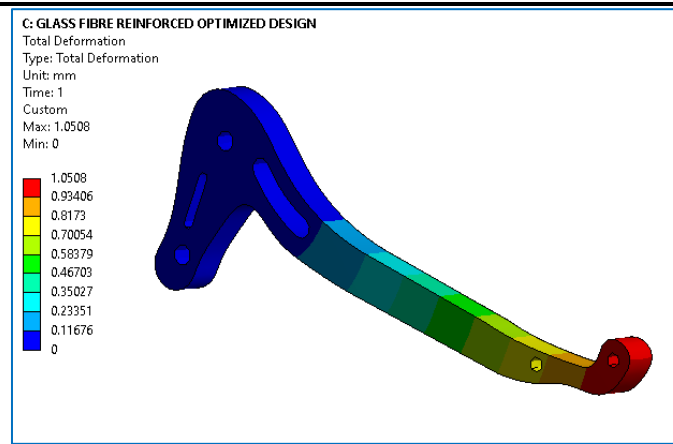 C: GLASS FIBRE REINFORCED OPTIMIZED DESIGN
Total Deformation
Type: Total Deformation
Unit: mm
Time: 1
Custom
Max: 1.0508
Min: 0
1.0508
0.93406
0.8173
0.70054
0.58379
0.46703
0.35027
0.23351
0.11676
0